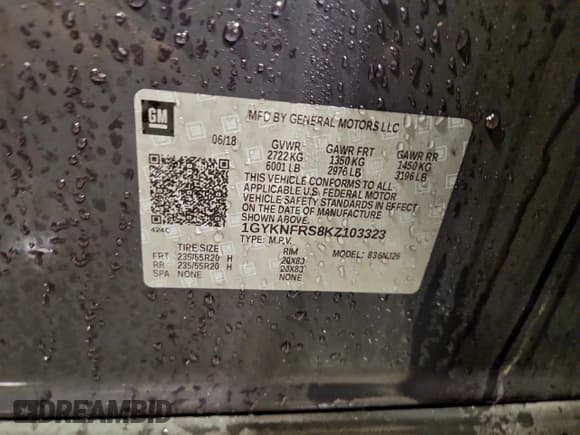 GM
MFD BY GENERAL MOTORS LLC
06/18 GVWR GAWR FRT GAWR RR
2722 KG 1350 KG 1450 KG
6001 LB 2976 LB 3196 LB
THIS VEHICLE CONFORMS TO ALL
APPLICABLE U.S. FEDERAL MOTOR
VEHICLE SAFETY STANDARDS IN EFFECT
ON THE DATE OF MANUFACTURE
SHOWN ABOVE.
1GYKNFRS8KZ103323
TYPE: M.P.V. MODEL: 836NJ26
TIRE SIZE RIM
FRT 235/55R20 H 20X8J
RR 235/55R20 H 20X8J
SPA NONE NONE
DREAMBID